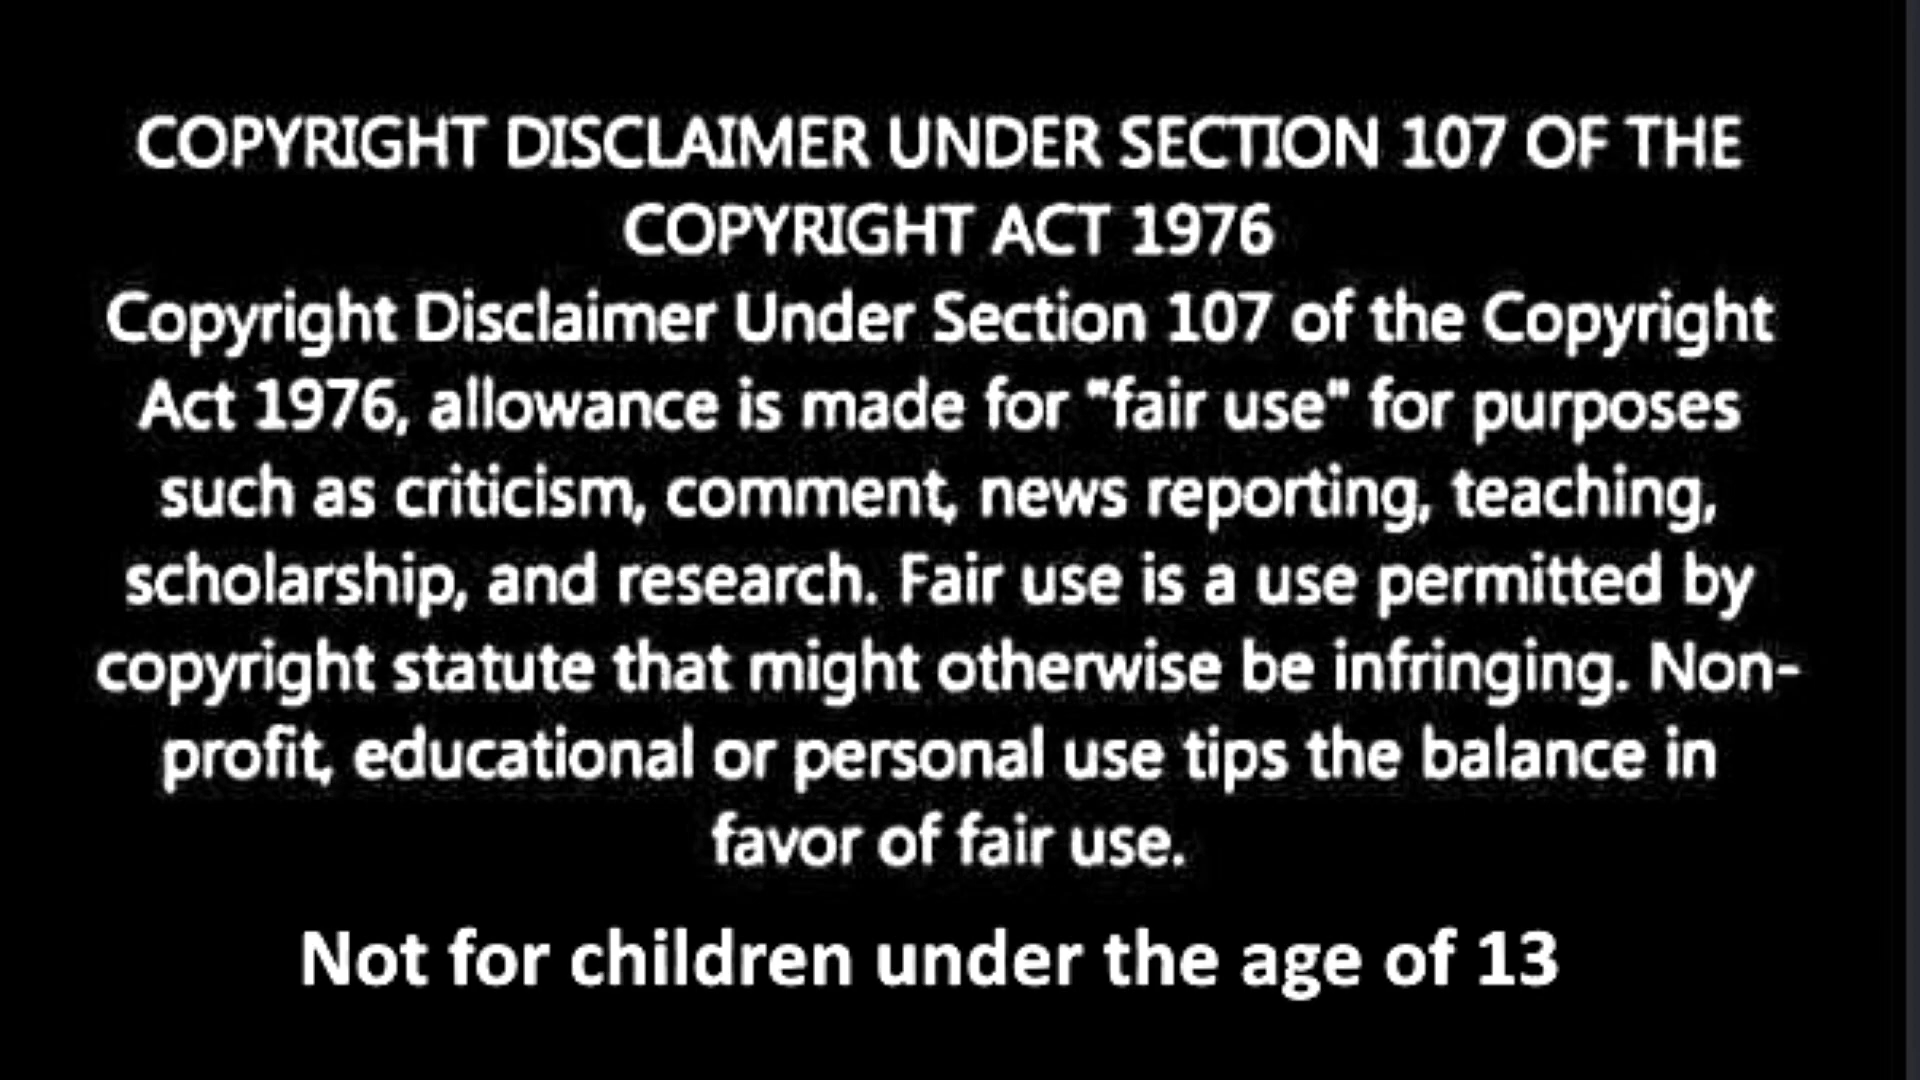 COPYRIGHT DISCLAIMER UNDER SECTION 107 OF THE
COPYRIGHT ACT 1976
Copyright Disclaimer Under Section 107 of the Copyright
Act 1976, allowance is made for "fair use" for purposes
such as criticism, comment, news reporting, teaching,
scholarship, and research. Fair use is a use permitted by
copyright statute that might otherwise be infringing. Non-
profit, educational or personal use tips the balance in
favor of fair use.
Not for children under the age of 13